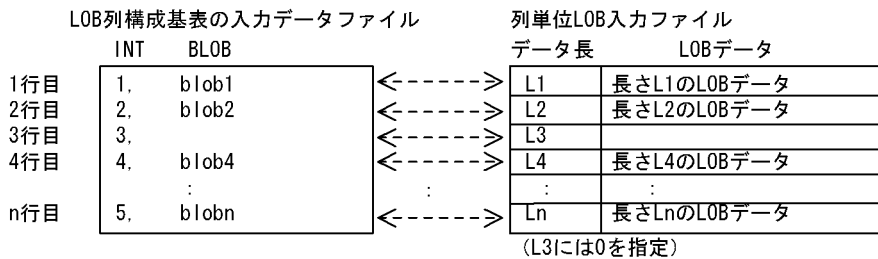 LOB列構成基表の入力データファイル 列単位LOB入力ファイル
INT BLOB データ長 LOBデータ
1行目 1, blob1 L1 長さL1のLOBデータ
2行目 2, blob2 L2 長さL2のLOBデータ
3行目 3, L3
4行目 4, blob4 L4 長さL4のLOBデータ
: : : :
n行目 5, blobn Ln 長さLnのLOBデータ
(L3には0を指定)